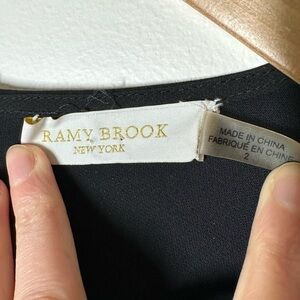 RAMY BROOK
NEW YORK
MADE IN CHINA
FABRIQUÉ EN CHINE
2